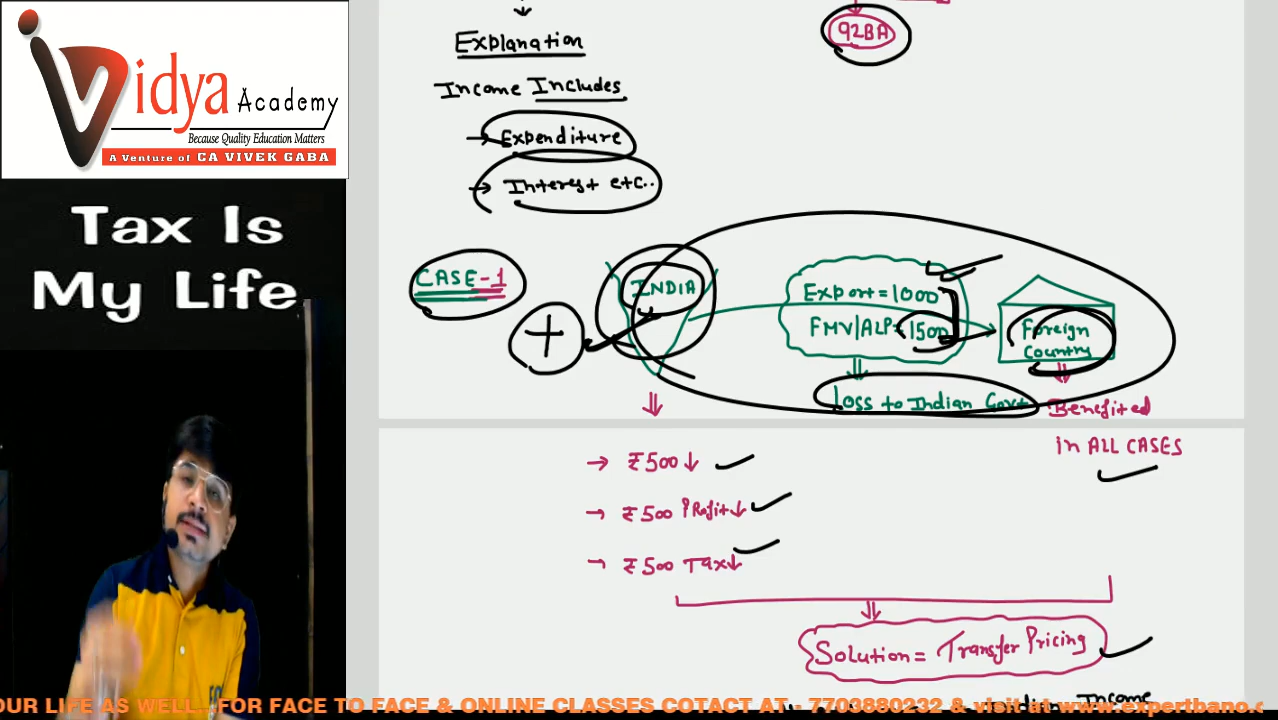 Vidya Academy
Because Quality Education Matters
A Venture of CA VIVEK GABA
Tax Is
My Life
92BA
Explanation
Income Includes
→ Expenditure
→ Interest etc..
CASE-1
INDIA
+
Export = 1000
FMV/ALP = 1500
Foreign
Country
Loss to Indian Govt
Benefited
in ALL CASES
→ ₹500 ↓
→ ₹500 Profit ↓
→ ₹500 Tax ↓
Solution = Transfer Pricing
Income
OUR LIFE AS WELL.. FOR FACE TO FACE & ONLINE CLASSES COTACT AT - 7703880232 & visit at www.expertbano.c